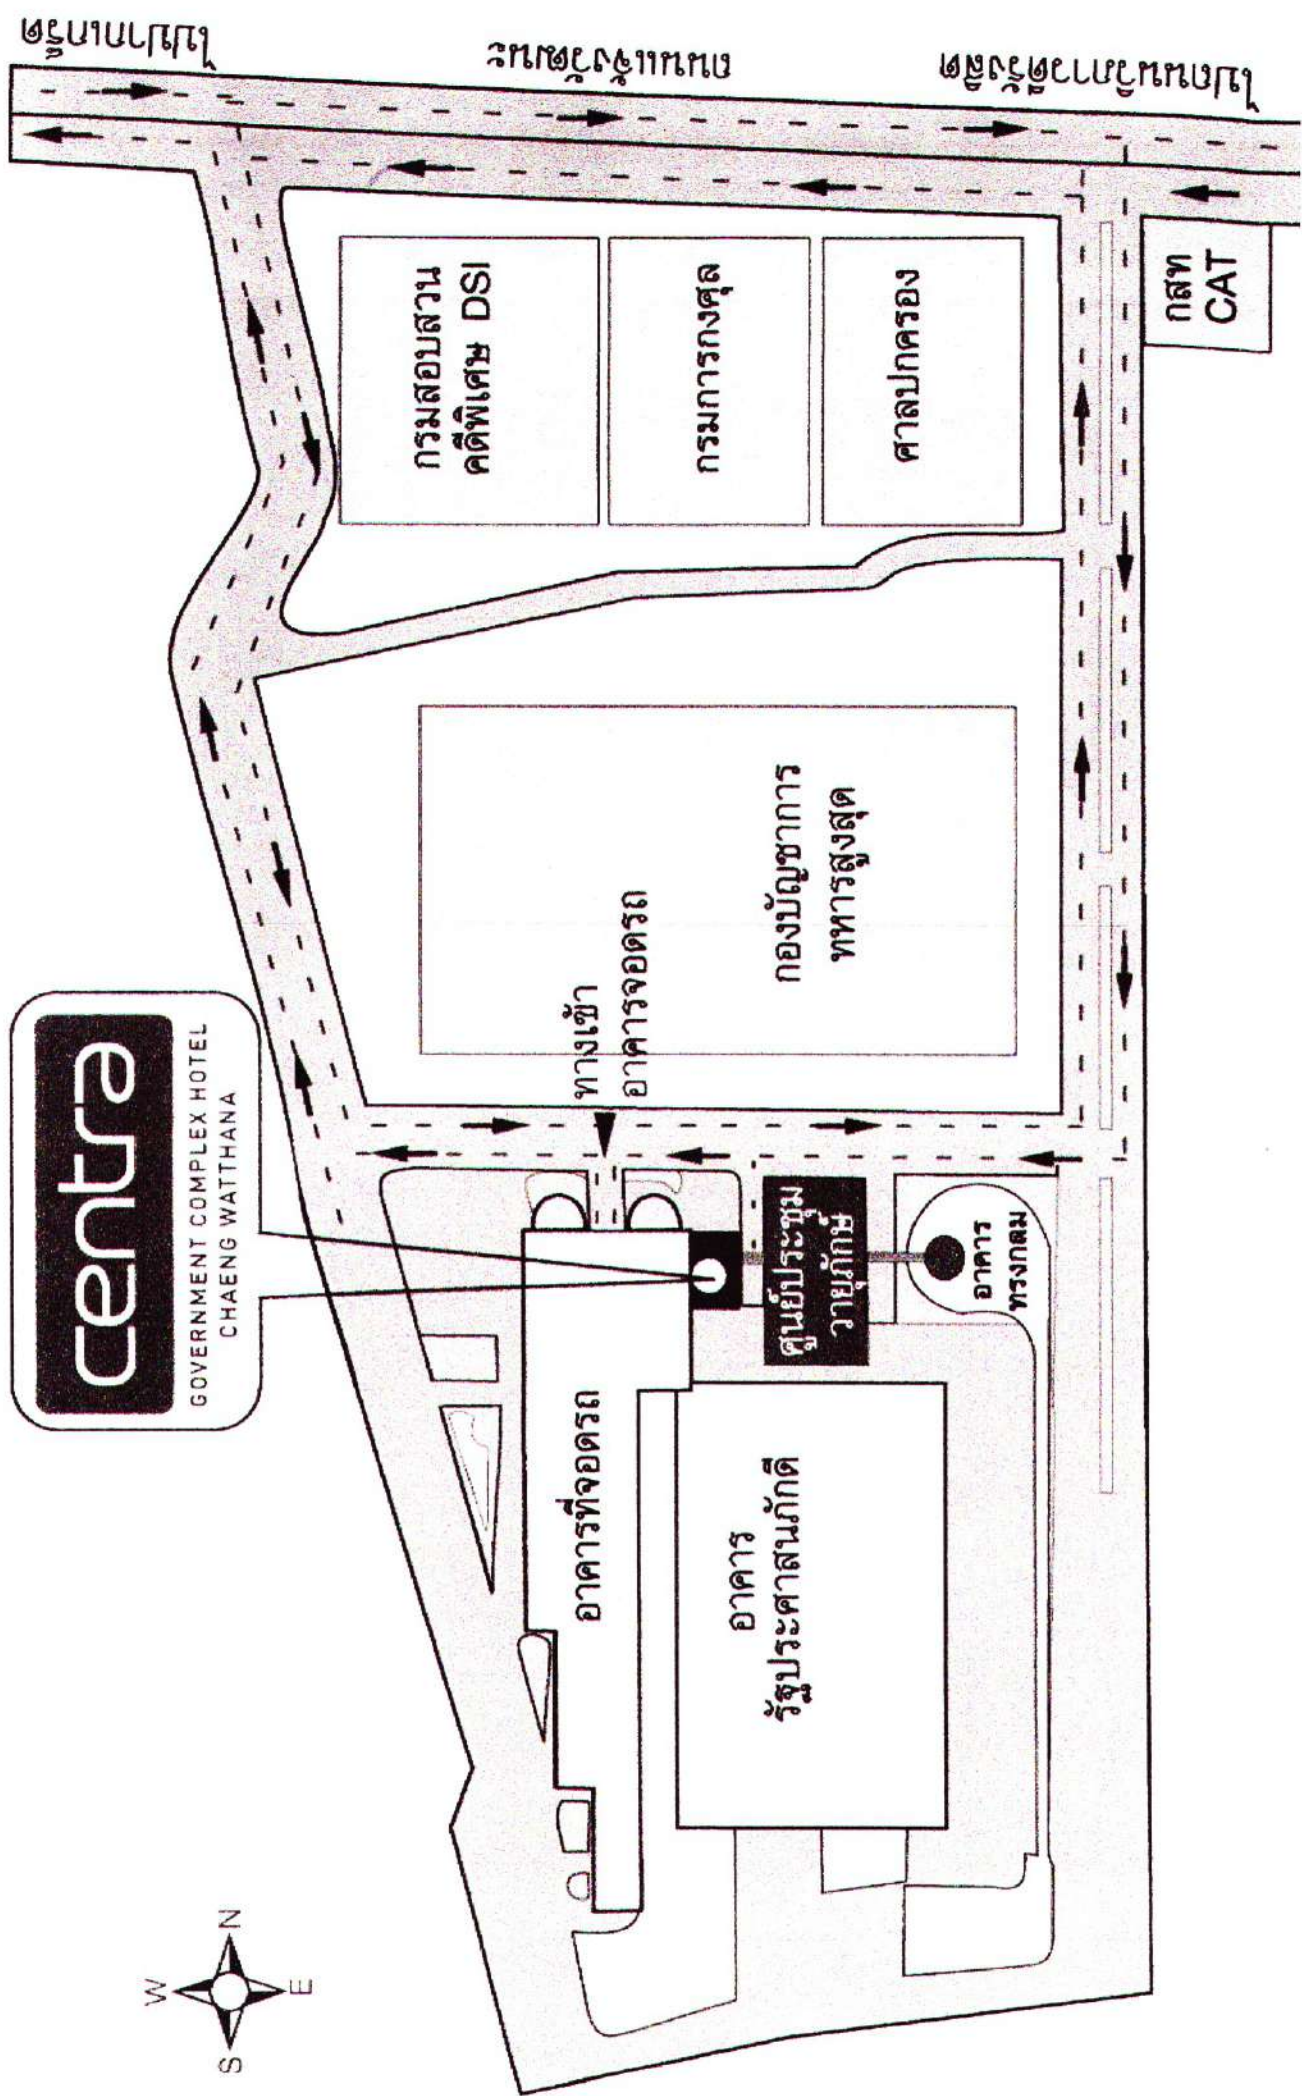 centra
GOVERNMENT COMPLEX HOTEL
CHAENG WATTHANA
ไปปากเกร็ด
ถนนแจ้งวัฒนะ
ไปถนนวิภาวดีรังสิต
กรมสอบสวน
คดีพิเศษ DSI
กรมการกงศุล
ศาลปกครอง
กสท
CAT
กองบัญชาการ
ทหารสูงสุด
ทางเข้า
อาคารจอดรถ
ศูนย์ประชุม
วายุภักษ์
อาคาร
ทรงกลม
อาคารที่จอดรถ
อาคาร
รัฐประศาสนภักดี
W
N
S
E